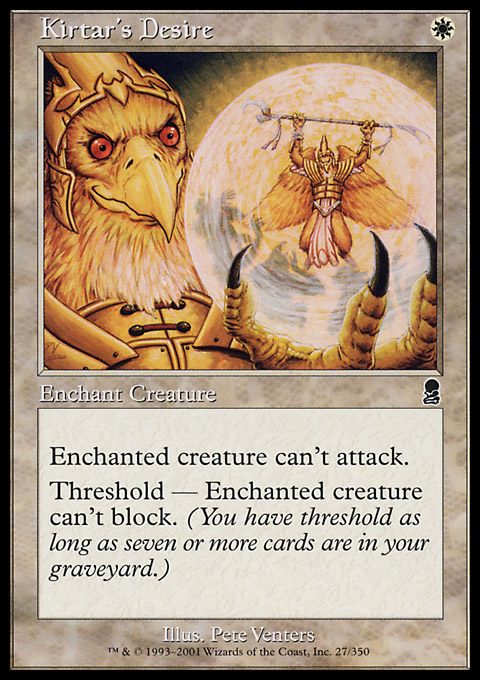 Kirtar's Desire
Enchant Creature
Enchanted creature can't attack.
Threshold — Enchanted creature
can't block. (You have threshold as
long as seven or more cards are in your
graveyard.)
Illus. Pete Venters
™ & © 1993–2001 Wizards of the Coast, Inc. 27/350